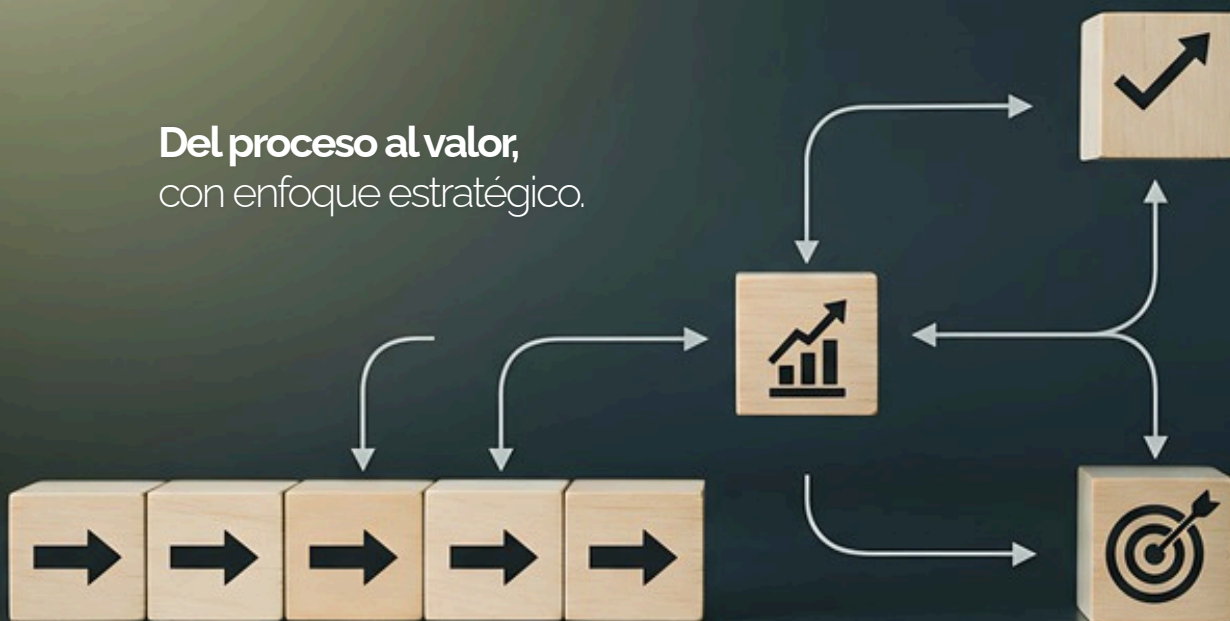 Del proceso al valor,
con enfoque estratégico.